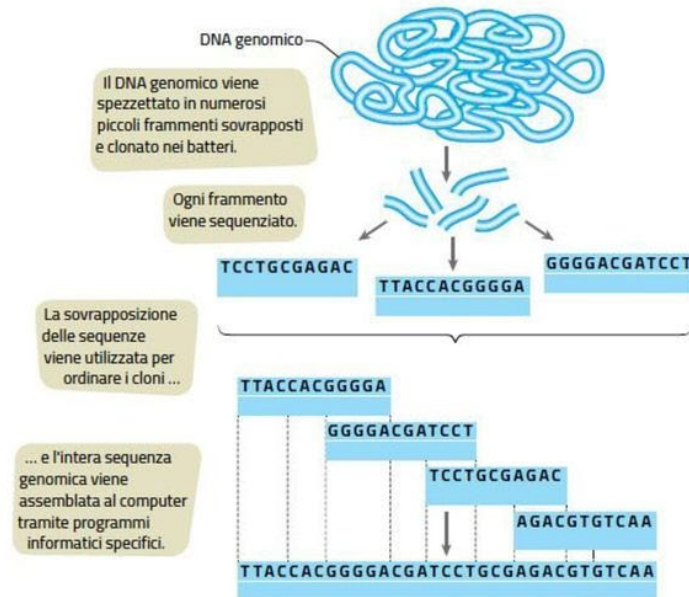 DNA genomico
Il DNA genomico viene
spezzettato in numerosi
piccoli frammenti sovrapposti
e clonato nei batteri.
Ogni frammento
viene sequenziato.
TCCTGCGAGAC
TTACCACGGGGA
GGGGACGATCCT
La sovrapposizione
delle sequenze
viene utilizzata per
ordinare i cloni ...
TTACCACGGGGA
GGGGACGATCCT
TCCTGCGAGAC
AGACGTGTCAA
... e l'intera sequenza
genomica viene
assemblata al computer
tramite programmi
informatici specifici.
TTACCACGGGGACGATCCTGCGAGACGTGTCAA